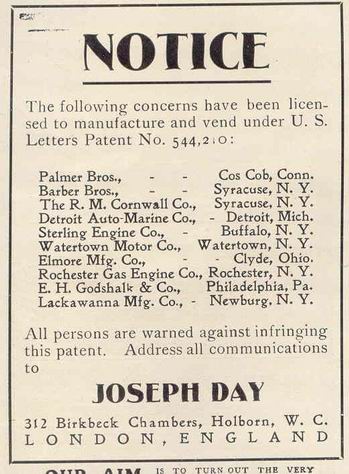 NOTICE
The following concerns have been licen-
sed to manufacture and vend under U. S.
Letters Patent No. 544,210:
Palmer Bros., - - Cos Cob, Conn.
Barber Bros., - - Syracuse, N. Y.
The R. M. Cornwall Co., Syracuse, N. Y.
Detroit Auto-Marine Co., - Detroit, Mich.
Sterling Engine Co., - Buffalo, N. Y.
Watertown Motor Co., Watertown, N. Y.
Elmore Mfg. Co., - - Clyde, Ohio.
Rochester Gas Engine Co., Rochester, N. Y.
E. H. Godshalk & Co., Philadelphia, Pa.
Lackawanna Mfg. Co., - Newburg, N. Y.
All persons are warned against infringing
this patent. Address all communications
to
JOSEPH DAY
312 Birkbeck Chambers, Holborn, W. C.
LONDON, ENGLAND
OUR AIM IS TO TURN OUT THE VERY